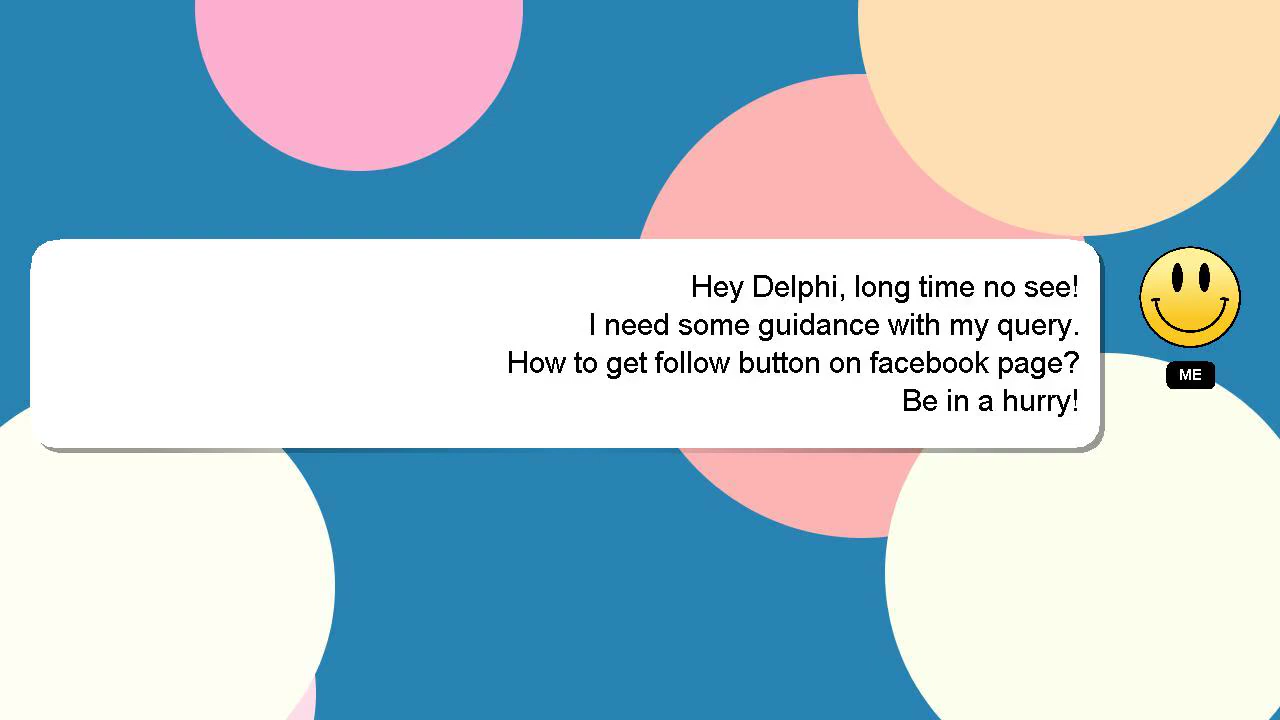 Hey Delphi, long time no see!
I need some guidance with my query.
How to get follow button on facebook page?
Be in a hurry!
ME